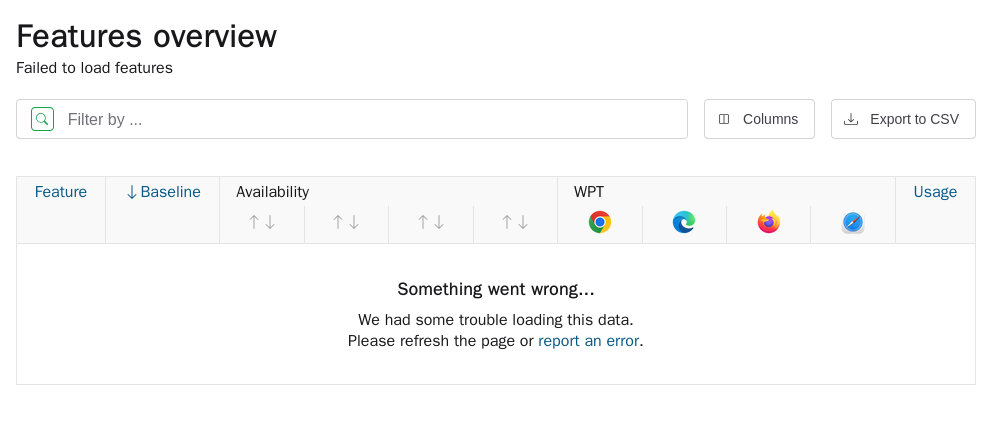 Features overview
Failed to load features
Filter by ...
Columns
Export to CSV
Feature
↓ Baseline
Availability
WPT
Usage
↑ ↓ ↑ ↓ ↑ ↓ ↑ ↓
Something went wrong...
We had some trouble loading this data.
Please refresh the page or report an error.